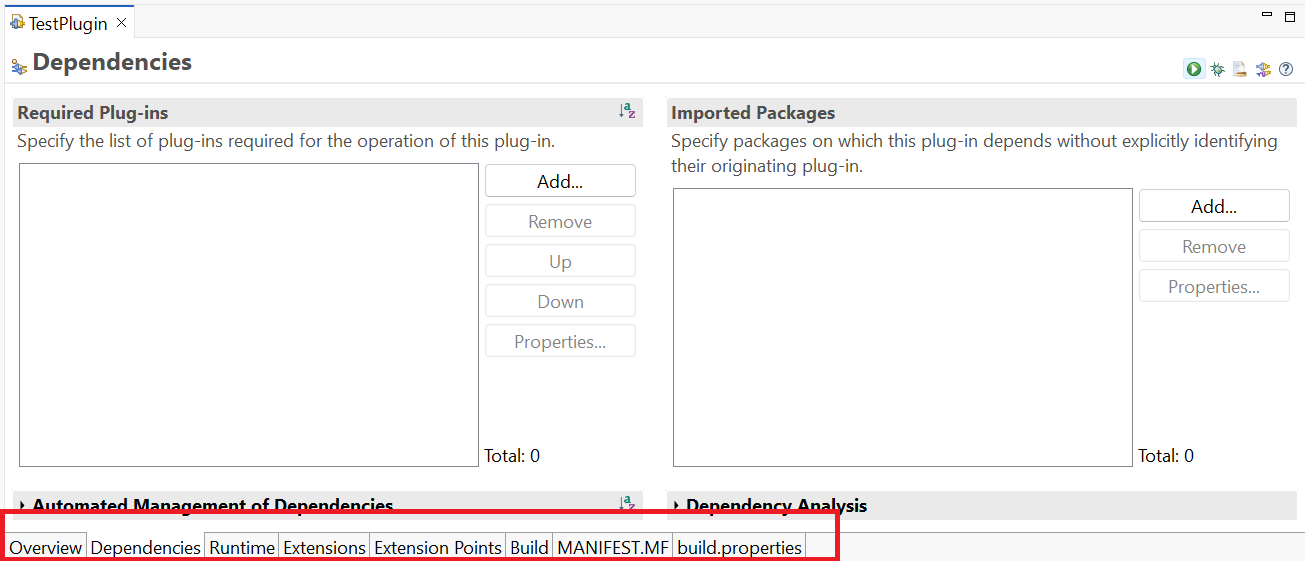 TestPlugin
Dependencies
Required Plug-ins
Specify the list of plug-ins required for the operation of this plug-in.
Add...
Remove
Up
Down
Properties...
Total: 0
Imported Packages
Specify packages on which this plug-in depends without explicitly identifying
their originating plug-in.
Add...
Remove
Properties...
Total: 0
Automated Management of Dependencies
Dependency Analysis
Overview Dependencies Runtime Extensions Extension Points Build MANIFEST.MF build.properties